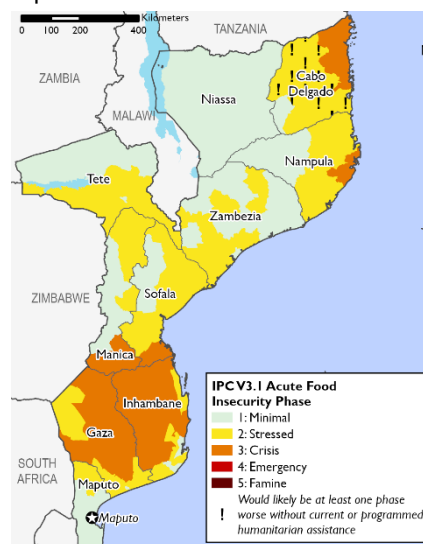 Kilometers
0 100 200 400
TANZANIA
ZAMBIA
Cabo
Delgado
Niassa
MALAWI
Nampula
Tete
Zambezia
ZIMBABWE
Sofala
Manica
Inhambane
Gaza
SOUTH
AFRICA
Maputo
Maputo
IPC V3.1 Acute Food
Insecurity Phase
1: Minimal
2: Stressed
3: Crisis
4: Emergency
5: Famine
Would likely be at least one phase
! worse without current or programmed
humanitarian assistance